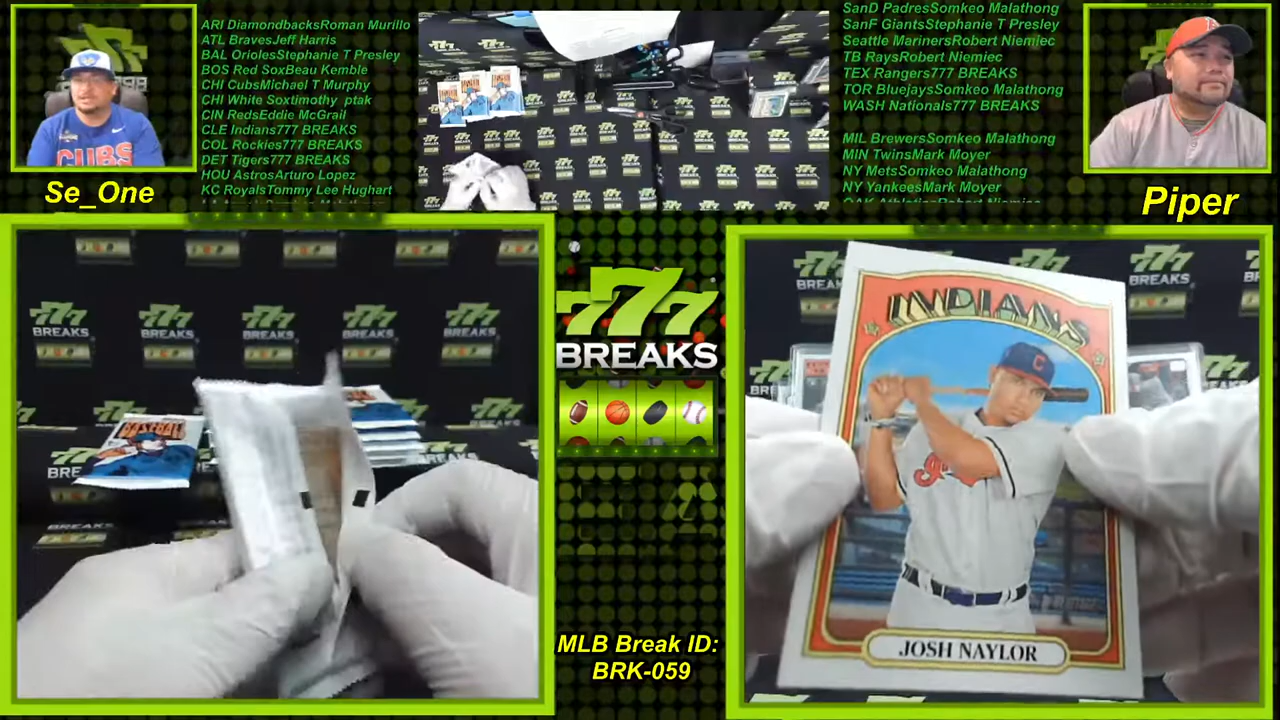 ARI DiamondbacksRoman Murillo
ATL BravesJeff Harris
BAL OriolesStephanie T Presley
BOS Red SoxBeau Kemble
CHI CubsMichael T Murphy
CHI White Soxtimothy ptak
CIN RedsEddie McGrail
CLE Indians777 BREAKS
COL Rockies777 BREAKS
DET Tigers777 BREAKS
HOU AstrosArturo Lopez
KC RoyalsTommy Lee Hughart
SanD PadresSomkeo Malathong
SanF GiantsStephanie T Presley
Seattle MarinersRobert Niemiec
TB RaysRobert Niemiec
TEX Rangers777 BREAKS
TOR BluejaysSomkeo Malathong
WASH Nationals777 BREAKS
MIL BrewersSomkeo Malathong
MIN TwinsMark Moyer
NY MetsSomkeo Malathong
NY YankeesMark Moyer
OAK AthleticsRobert Niemiec
CUBS
Se_One
Piper
777
BREAKS
BASEBALL
INDIANS
JOSH NAYLOR
MLB Break ID:
BRK-059